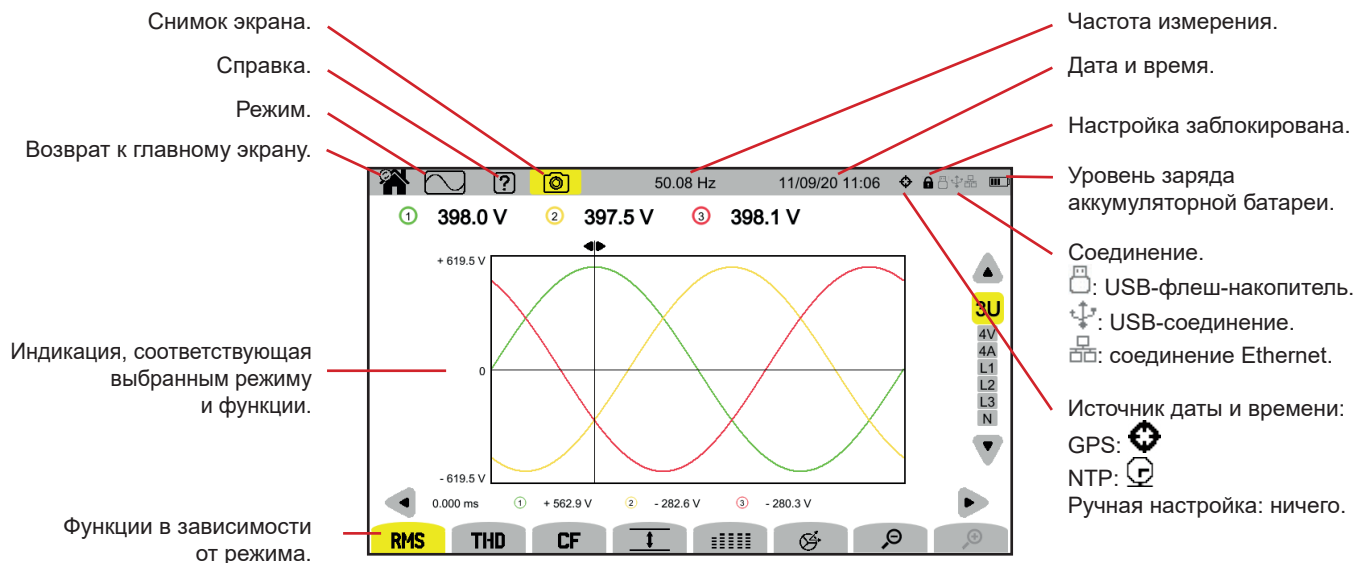 Снимок экрана.
Справка.
Режим.
Возврат к главному экрану.
Индикация, соответствующая
выбранным режиму
и функции.
Функции в зависимости
от режима.
? 50.08 Hz 11/09/20 11:06
1 398.0 V 2 397.5 V 3 398.1 V
+ 619.5 V
0
- 619.5 V
3U
4V
4A
L1
L2
L3
N
0.000 ms 1 + 562.9 V 2 - 282.6 V 3 - 280.3 V
RMS THD CF
Частота измерения.
Дата и время.
Настройка заблокирована.
Уровень заряда
аккумуляторной батареи.
Соединение.
: USB-флеш-накопитель.
: USB-соединение.
: соединение Ethernet.
Источник даты и времени:
GPS:
NTP:
Ручная настройка: ничего.